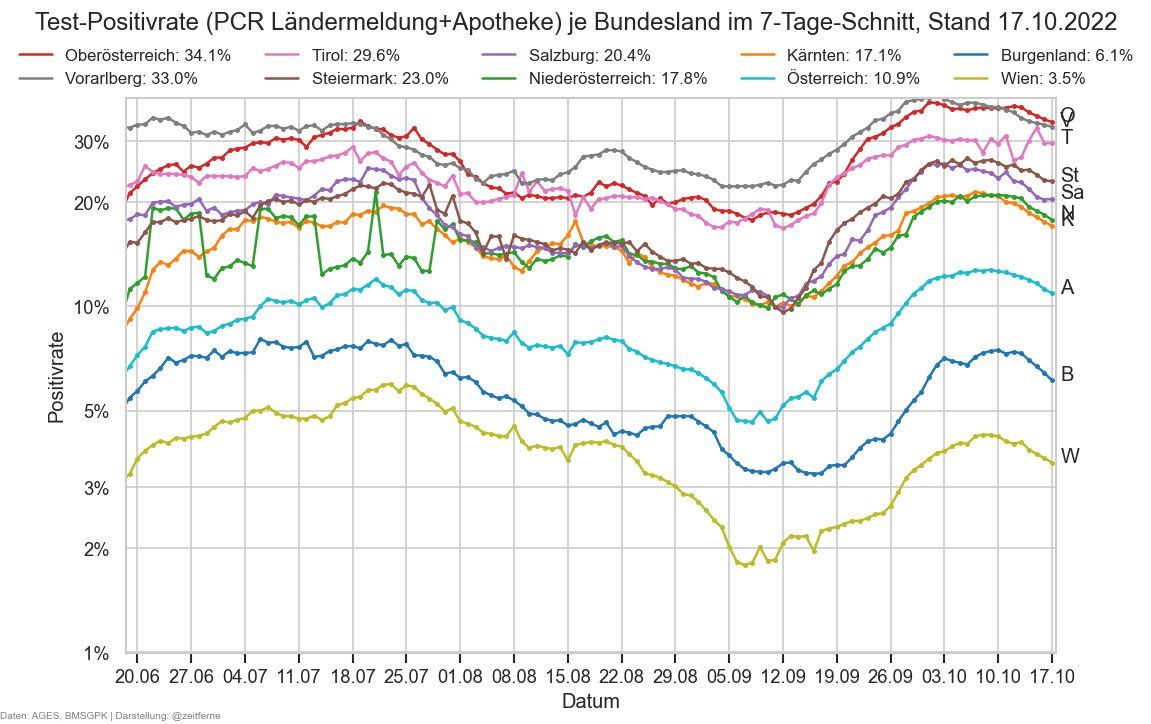 Test-Positivrate (PCR Ländermeldung+Apotheke) je Bundesland im 7-Tage-Schnitt, Stand 17.10.2022
Oberösterreich: 34.1% Tirol: 29.6% Salzburg: 20.4% Kärnten: 17.1% Burgenland: 6.1%
Vorarlberg: 33.0% Steiermark: 23.0% Niederösterreich: 17.8% Österreich: 10.9% Wien: 3.5%
30%
20%
10%
5%
3%
2%
1%
Positivrate
O
V
T
St
Sa
N
K
A
B
W
20.06 27.06 04.07 11.07 18.07 25.07 01.08 08.08 15.08 22.08 29.08 05.09 12.09 19.09 26.09 03.10 10.10 17.10
Datum
Daten: AGES, BMSGPK | Darstellung: @zeitferne